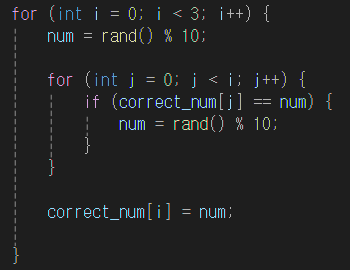 for (int i = 0; i < 3; i++) {
num = rand() % 10;
for (int j = 0; j < i; j++) {
if (correct_num[j] == num) {
num = rand() % 10;
}
}
correct_num[i] = num;
}